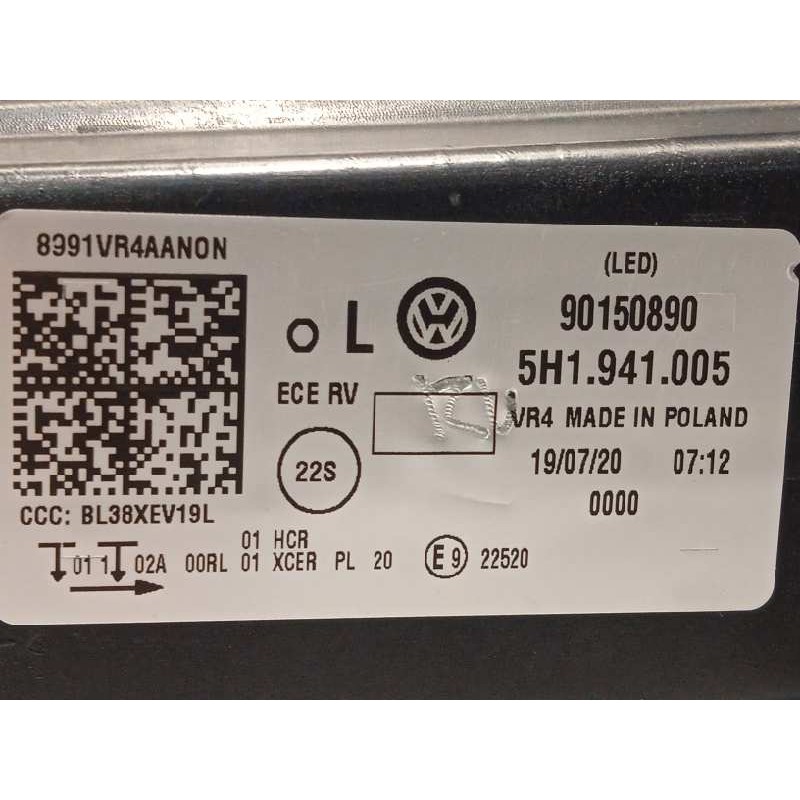 8991VR4AANON
(LED)
o L
90150890
5H1.941.005
ECE RV
VR4 MADE IN POLAND
22S
19/07/20 07:12
0000
CCC: BL38XEV19L
01 HCR
01 1 02A 00RL 01 XCER PL 20 E9 22520